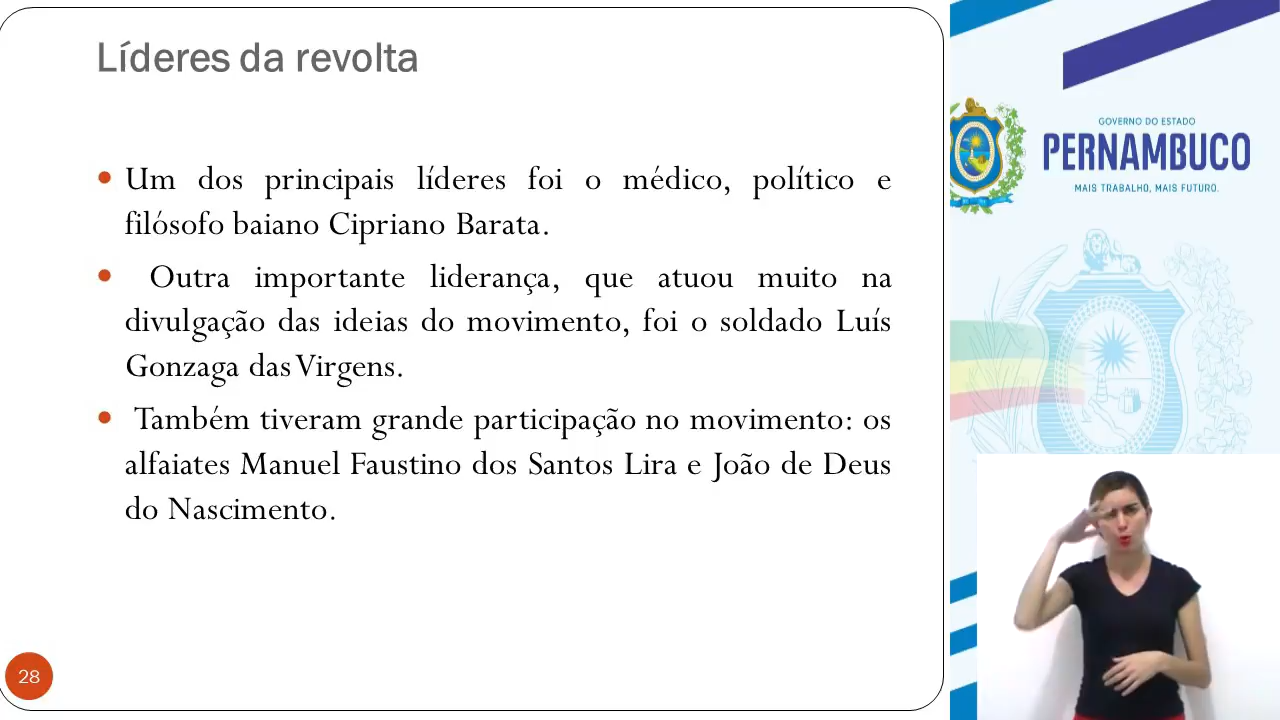 Líderes da revolta
Um dos principais líderes foi o médico, político e
filósofo baiano Cipriano Barata.
Outra importante liderança, que atuou muito na
divulgação das ideias do movimento, foi o soldado Luís
Gonzaga das Virgens.
Também tiveram grande participação no movimento: os
alfaiates Manuel Faustino dos Santos Lira e João de Deus
do Nascimento.
28
GOVERNO DO ESTADO
PERNAMBUCO
MAIS TRABALHO, MAIS FUTURO.